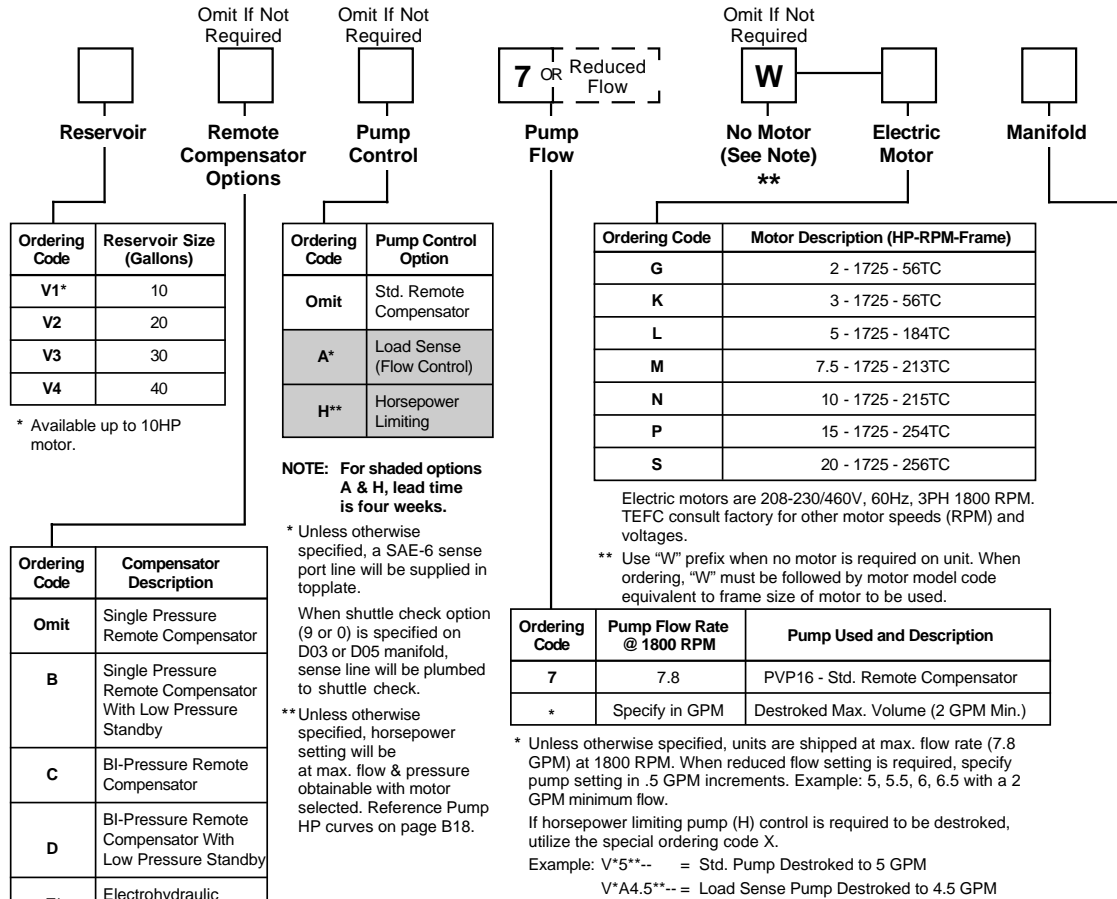 Omit If Not
Required
Omit If Not
Required
Omit If Not
Required
7 OR Reduced
Flow
W
Reservoir
Remote
Compensator
Options
Pump
Control
Pump
Flow
No Motor
(See Note)
**
Electric
Motor
Manifold
Ordering
Code
Reservoir Size
(Gallons)
V1* 10
V2 20
V3 30
V4 40
* Available up to 10HP
motor.
Ordering
Code
Pump Control
Option
Omit
Std. Remote
Compensator
A*
Load Sense
(Flow Control)
H**
Horsepower
Limiting
NOTE: For shaded options
A & H, lead time
is four weeks.
* Unless otherwise
specified, a SAE-6 sense
port line will be supplied in
topplate.
When shuttle check option
(9 or 0) is specified on
D03 or D05 manifold,
sense line will be plumbed
to shuttle check.
** Unless otherwise
specified, horsepower
setting will be
at max. flow & pressure
obtainable with motor
selected. Reference Pump
HP curves on page B18.
Ordering Code Motor Description (HP-RPM-Frame)
G 2 - 1725 - 56TC
K 3 - 1725 - 56TC
L 5 - 1725 - 184TC
M 7.5 - 1725 - 213TC
N 10 - 1725 - 215TC
P 15 - 1725 - 254TC
S 20 - 1725 - 256TC
Electric motors are 208-230/460V, 60Hz, 3PH 1800 RPM.
TEFC consult factory for other motor speeds (RPM) and
voltages.
** Use “W” prefix when no motor is required on unit. When
ordering, “W” must be followed by motor model code
equivalent to frame size of motor to be used.
Ordering
Code
Compensator
Description
Omit
Single Pressure
Remote Compensator
B
Single Pressure
Remote Compensator
With Low Pressure
Standby
C
BI-Pressure Remote
Compensator
D
BI-Pressure Remote
Compensator With
Low Pressure Standby
Electrohydraulic
Ordering
Code
Pump Flow Rate
@ 1800 RPM
Pump Used and Description
7 7.8 PVP16 - Std. Remote Compensator
* Specify in GPM Destroked Max. Volume (2 GPM Min.)
* Unless otherwise specified, units are shipped at max. flow rate (7.8
GPM) at 1800 RPM. When reduced flow setting is required, specify
pump setting in .5 GPM increments. Example: 5, 5.5, 6, 6.5 with a 2
GPM minimum flow.
If horsepower limiting pump (H) control is required to be destroked,
utilize the special ordering code X.
Example: V*5**-- = Std. Pump Destroked to 5 GPM
V*A4.5**-- = Load Sense Pump Destroked to 4.5 GPM